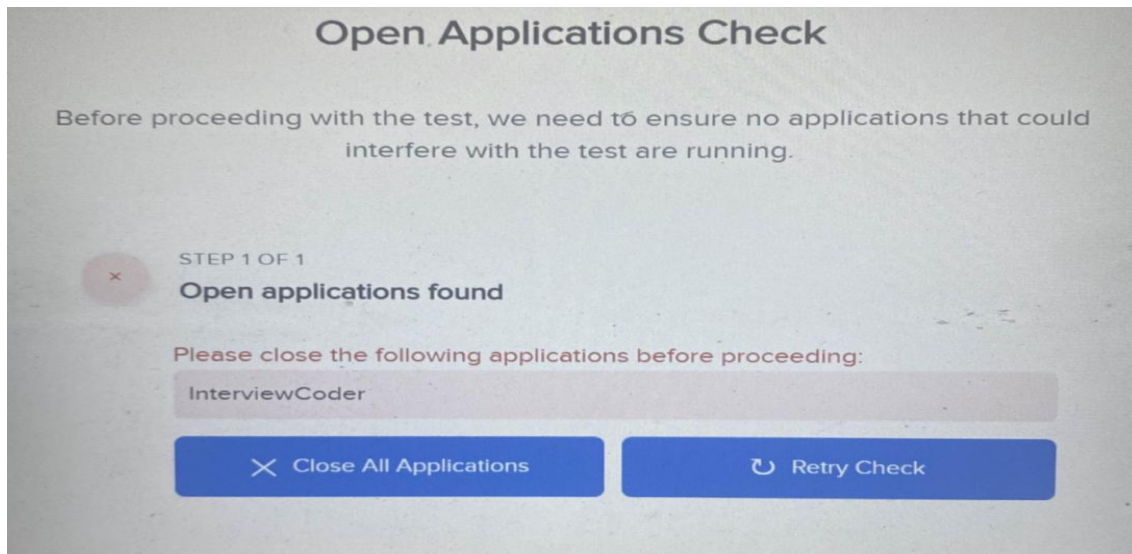 Open Applications Check
Before proceeding with the test, we need to ensure no applications that could
interfere with the test are running.
STEP 1 OF 1
Open applications found
Please close the following applications before proceeding:
InterviewCoder
Close All Applications
Retry Check